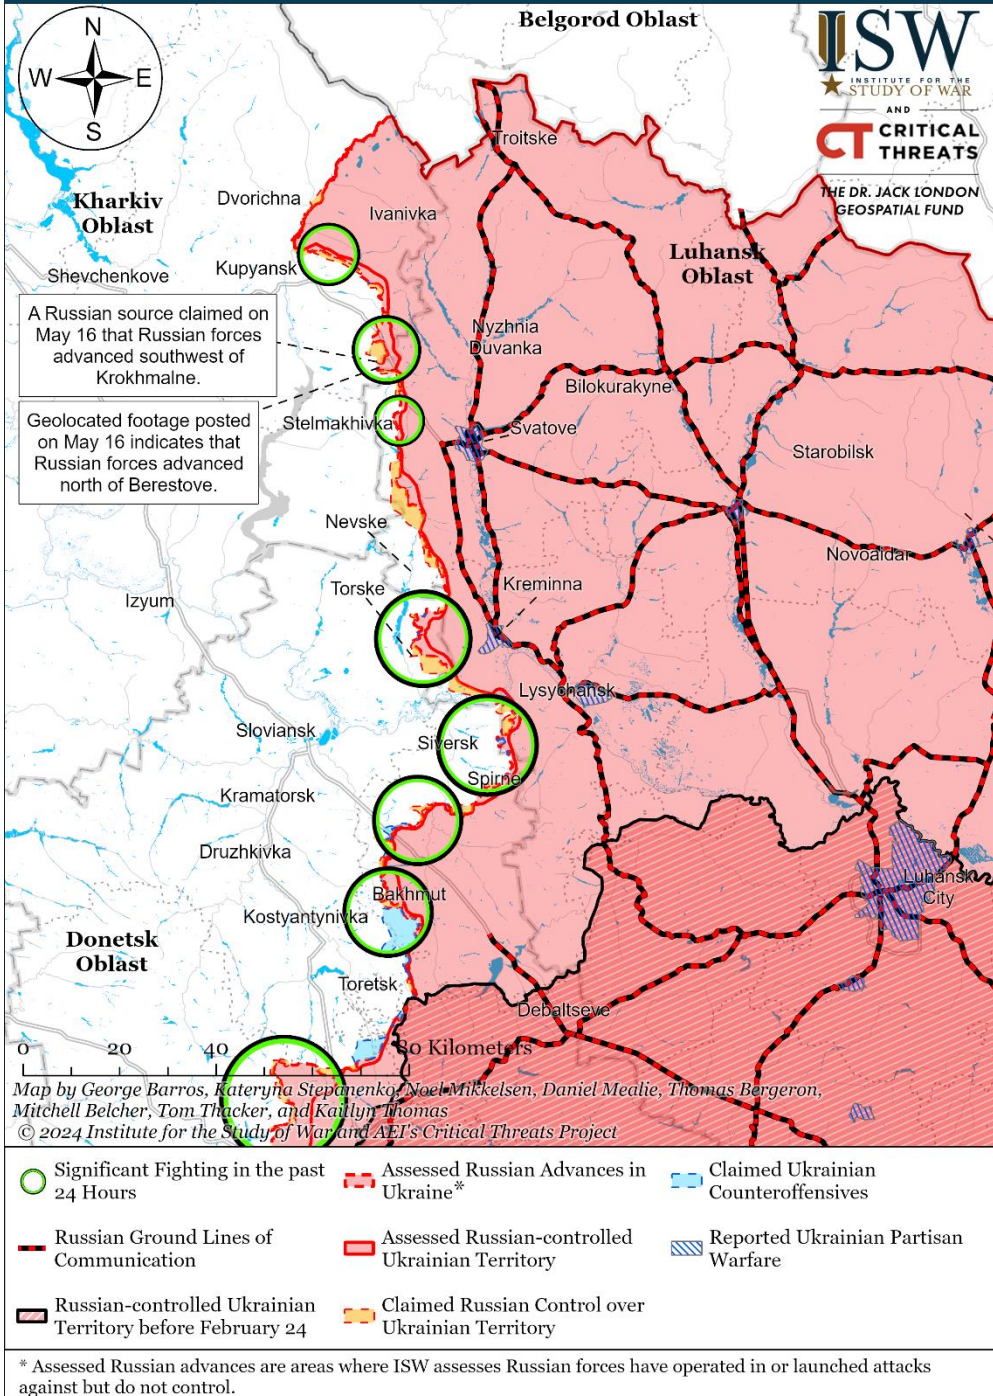 Belgorod Oblast
N
W E
S
ISW
INSTITUTE FOR THE
STUDY OF WAR
AND
CT CRITICAL
THREATS
THE DR. JACK LONDON
GEOSPATIAL FUND
Troitske
Kharkiv
Oblast
Dvorichna
Ivanivka
Luhansk
Oblast
Shevchenkove
Kupyansk
A Russian source claimed on
May 16 that Russian forces
advanced southwest of
Krokhmalne.
Nyzhnia
Duvanka
Bilokurakyne
Geolocated footage posted
on May 16 indicates that
Russian forces advanced
north of Berestove.
Stelmakhivka
Svatove
Starobilsk
Nevske
Novoaidar
Torske
Kreminna
Izyum
Lysychansk
Sloviansk
Siversk
Spirne
Kramatorsk
Druzhkivka
Bakhmut
Luhansk
City
Kostyantynivka
Donetsk
Oblast
Toretsk
Debaltseve
0 20 40 80 Kilometers
Map by George Barros, Kateryna Stepanenko, Noel Mikkelsen, Daniel Mealie, Thomas Bergeron,
Mitchell Belcher, Tom Thacker, and Kaitlyn Thomas
© 2024 Institute for the Study of War and AEI's Critical Threats Project
Significant Fighting in the past
24 Hours
Russian Ground Lines of
Communication
Russian-controlled Ukrainian
Territory before February 24
Assessed Russian Advances in
Ukraine*
Assessed Russian-controlled
Ukrainian Territory
Claimed Russian Control over
Ukrainian Territory
Claimed Ukrainian
Counteroffensives
Reported Ukrainian Partisan
Warfare
* Assessed Russian advances are areas where ISW assesses Russian forces have operated in or launched attacks
against but do not control.